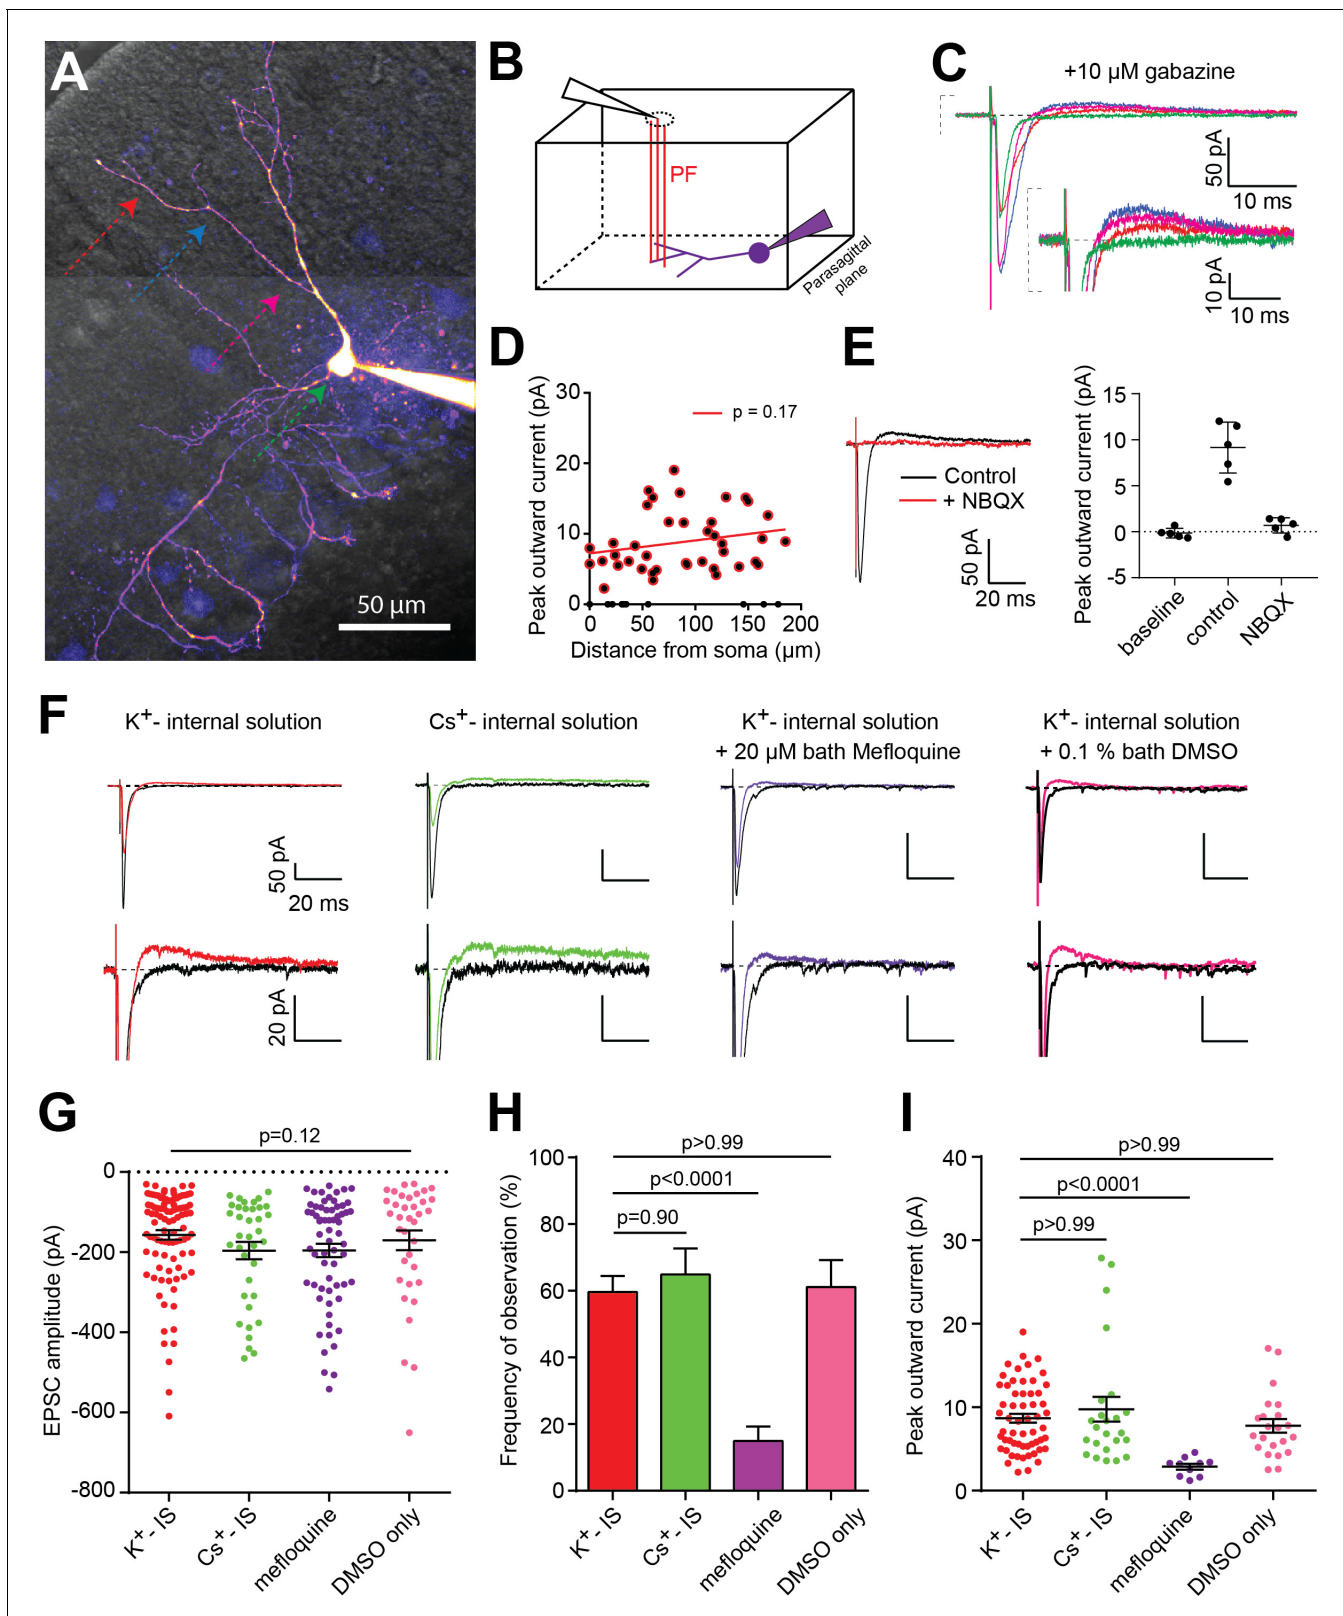 A
50 µm
B
PF
Parasagittal
plane
C
+10 µM gabazine
50 pA
10 ms
10 pA
10 ms
D
Peak outward current (pA)
30
20
10
0
p = 0.17
0
50
100
150
200
Distance from soma (µm)
E
Control
+ NBQX
50 pA
20 ms
Peak outward current (pA)
15
10
5
0
-5
baseline
control
NBQX
F
K+- internal solution
50 pA
20 ms
20 pA
Cs+- internal solution
K+- internal solution
+ 20 µM bath Mefloquine
K+- internal solution
+ 0.1 % bath DMSO
G
p=0.12
EPSC amplitude (pA)
0
-200
-400
-600
-800
K+- IS
Cs+- IS
mefloquine
DMSO only
H
p>0.99
p<0.0001
p=0.90
Frequency of observation (%)
100
80
60
40
20
0
K+- IS
Cs+- IS
mefloquine
DMSO only
I
p>0.99
p<0.0001
p>0.99
Peak outward current (pA)
40
30
20
10
0
K+- IS
Cs+- IS
mefloquine
DMSO only